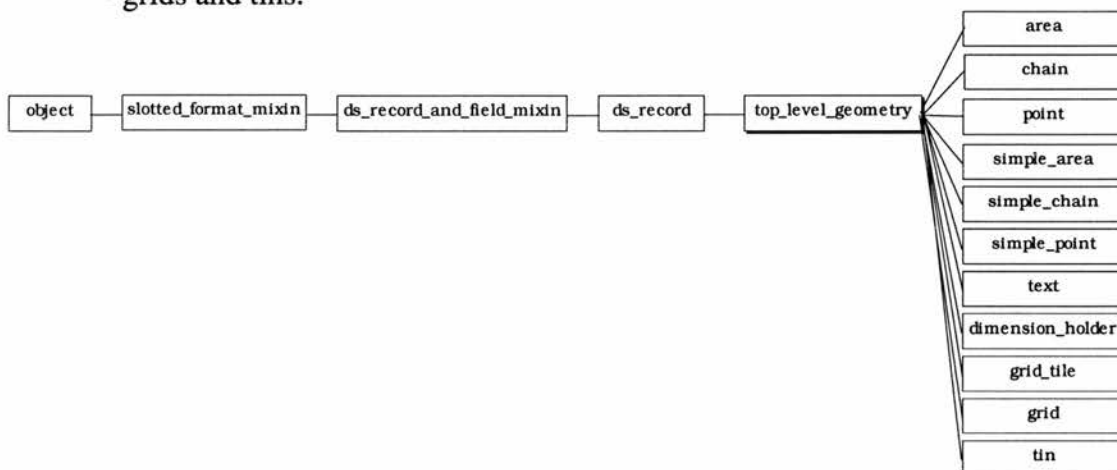 grids and tins.
object
slotted_format_mixin
ds_record_and_field_mixin
ds_record
top_level_geometry
area
chain
point
simple_area
simple_chain
simple_point
text
dimension_holder
grid_tile
grid
tin